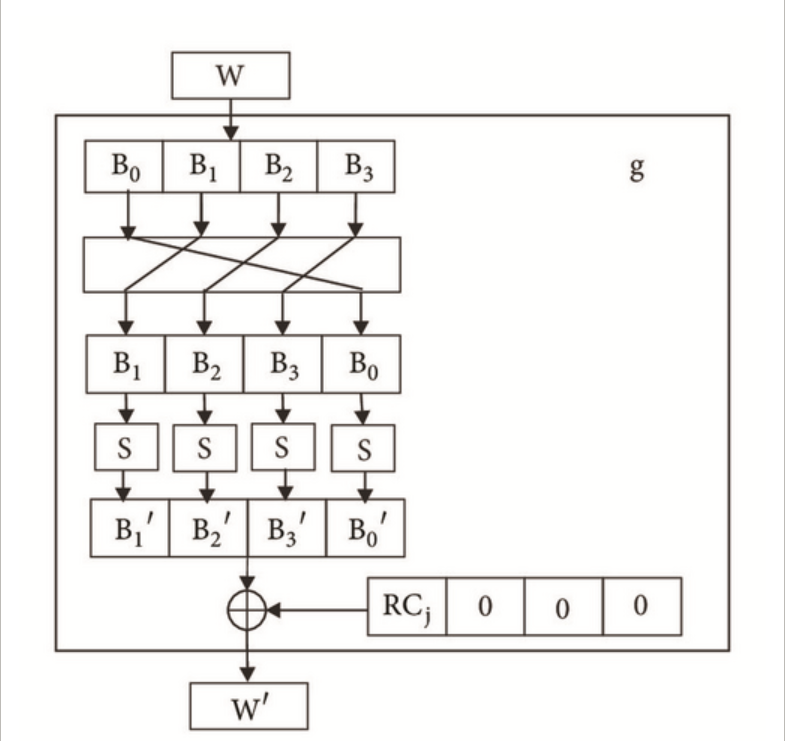 W
B₀ B₁ B₂ B₃ g
B₁ B₂ B₃ B₀
S S S S
B₁′ B₂′ B₃′ B₀′
RCⱼ 0 0 0
W′